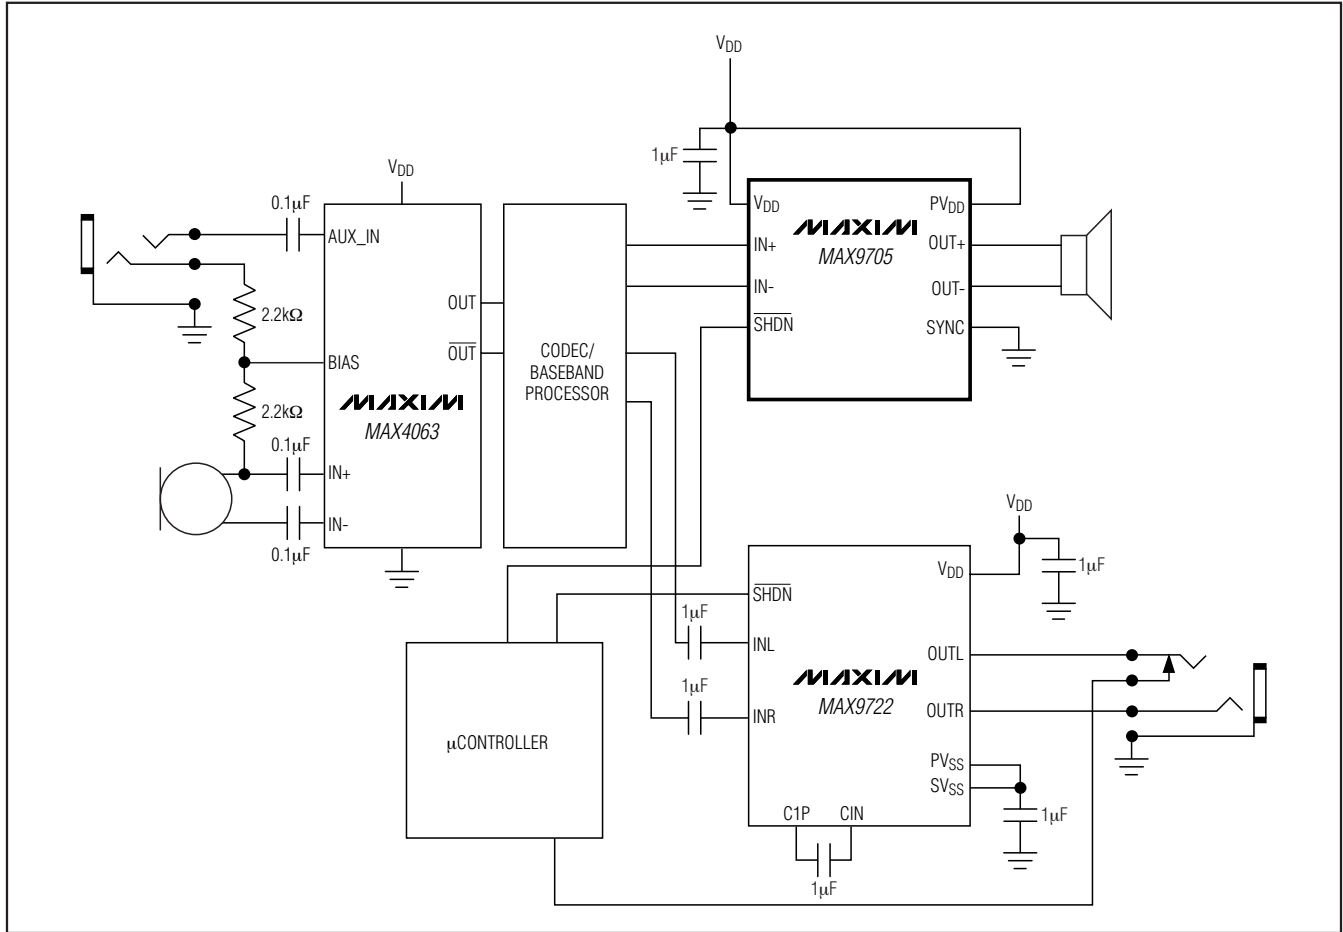 VDD
1µF
VDD
PVDD
MAXIM
MAX9705
IN+
OUT+
IN-
OUT-
SHDN
SYNC
VDD
0.1µF
AUX_IN
2.2kΩ
OUT
OUT
BIAS
MAXIM
MAX4063
2.2kΩ
0.1µF
IN+
IN-
0.1µF
CODEC/
BASEBAND
PROCESSOR
µCONTROLLER
VDD
1µF
VDD
SHDN
1µF
INL
OUTL
MAXIM
MAX9722
1µF
INR
OUTR
PVSS
SVSS
1µF
C1P
CIN
1µF